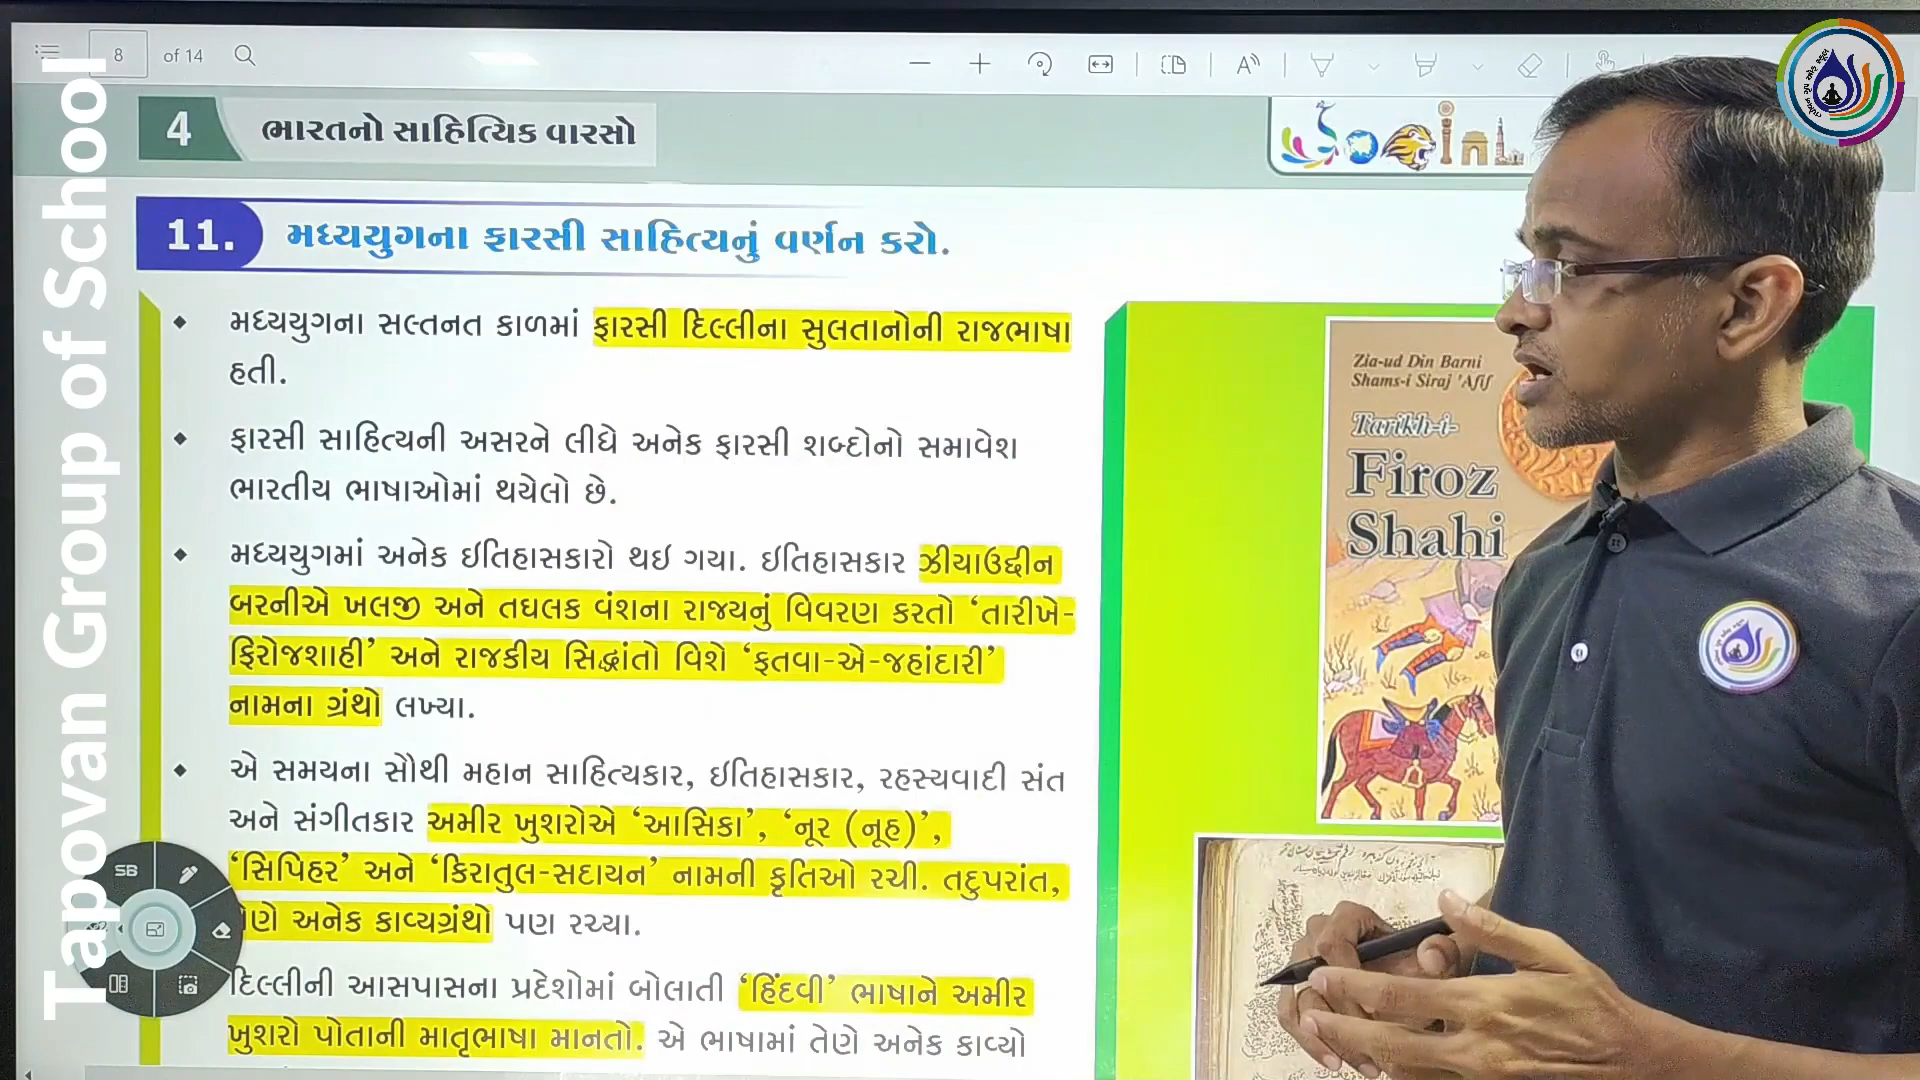 8 of 14
4 ભારતનો સાહિત્યિક વારસો
11. મધ્યયુગના ફારસી સાહિત્યનું વર્ણન કરો.
મધ્યયુગના સલ્તનત કાળમાં ફારસી દિલ્લીના સુલતાનોની રાજભાષા
હતી.
ફારસી સાહિત્યની અસરને લીધે અનેક ફારસી શબ્દોનો સમાવેશ
ભારતીય ભાષાઓમાં થયેલો છે.
મધ્યયુગમાં અનેક ઇતિહાસકારો થઇ ગયા. ઇતિહાસકાર ઝીયાઉદ્દીન
બરનીએ ખલજી અને તઘલક વંશના રાજ્યનું વિવરણ કરતો ‘તારીખે-
ફિરોજશાહી’ અને રાજકીય સિદ્ધાંતો વિશે ‘ફતવા-એ-જહાંદારી’
નામના ગ્રંથો લખ્યા.
એ સમયના સૌથી મહાન સાહિત્યકાર, ઇતિહાસકાર, રહસ્યવાદી સંત
અને સંગીતકાર અમીર ખુશરોએ ‘આસિકા’, ‘નૂર (નૂહ)’,
‘સિપિહર’ અને ‘કિરાતુલ-સદાયન’ નામની કૃતિઓ રચી. તદુપરાંત,
ણે અનેક કાવ્યગ્રંથો પણ રચ્યા.
દિલ્લીની આસપાસના પ્રદેશોમાં બોલાતી ‘હિંદવી’ ભાષાને અમીર
ખુશરો પોતાની માતૃભાષા માનતો. એ ભાષામાં તેણે અનેક કાવ્યો
Zia-ud Din Barni
Shams-i Siraj 'Afif
Tarikh-i-
Firoz
Shahi
SB
Tapovan Group of School